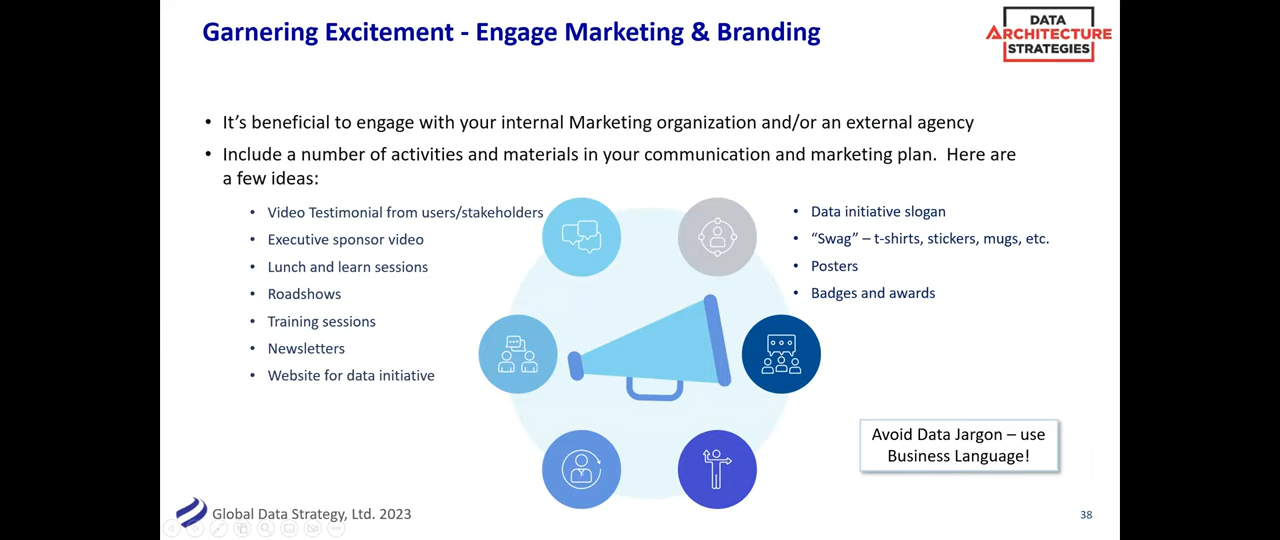 Garnering Excitement - Engage Marketing & Branding
DATA
ARCHITECTURE
STRATEGIES
• It’s beneficial to engage with your internal Marketing organization and/or an external agency
• Include a number of activities and materials in your communication and marketing plan.  Here are
a few ideas:
• Video Testimonial from users/stakeholders
• Executive sponsor video
• Lunch and learn sessions
• Roadshows
• Training sessions
• Newsletters
• Website for data initiative
• Data initiative slogan
• “Swag” – t-shirts, stickers, mugs, etc.
• Posters
• Badges and awards
Avoid Data Jargon – use
Business Language!
Global Data Strategy, Ltd. 2023
38